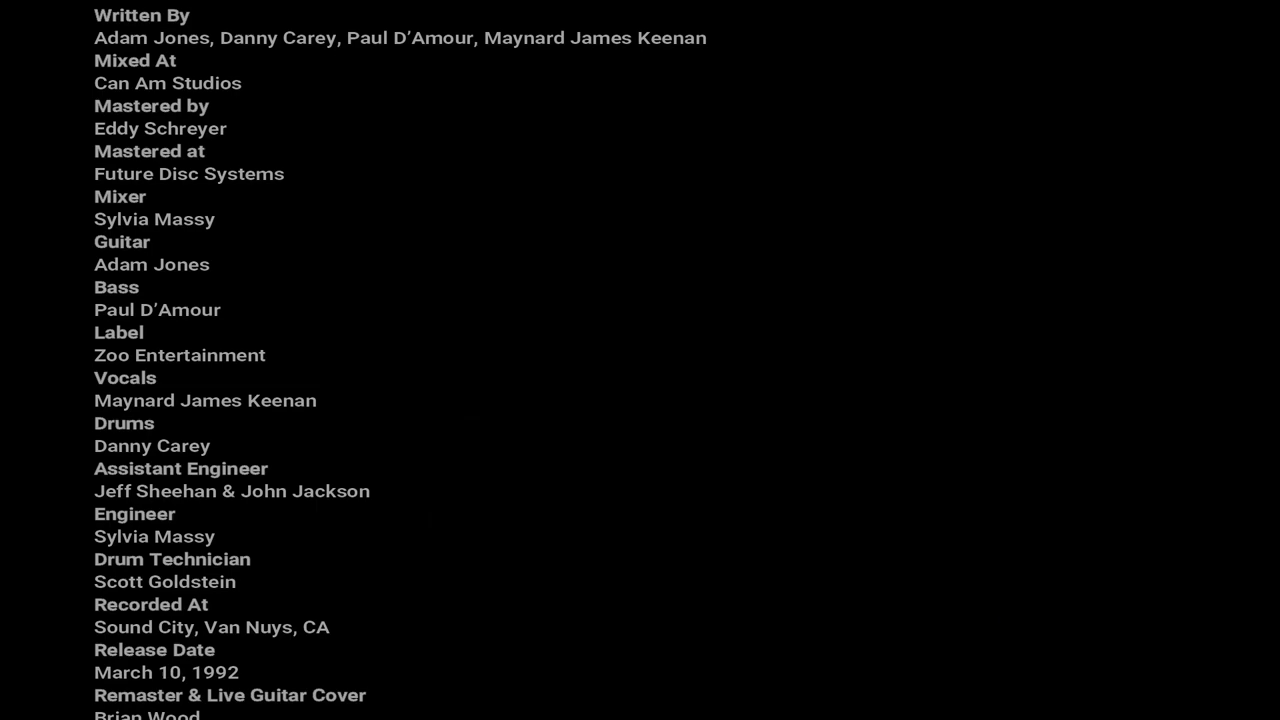 Written By
Adam Jones, Danny Carey, Paul D’Amour, Maynard James Keenan
Mixed At
Can Am Studios
Mastered by
Eddy Schreyer
Mastered at
Future Disc Systems
Mixer
Sylvia Massy
Guitar
Adam Jones
Bass
Paul D’Amour
Label
Zoo Entertainment
Vocals
Maynard James Keenan
Drums
Danny Carey
Assistant Engineer
Jeff Sheehan & John Jackson
Engineer
Sylvia Massy
Drum Technician
Scott Goldstein
Recorded At
Sound City, Van Nuys, CA
Release Date
March 10, 1992
Remaster & Live Guitar Cover
Brian Wood